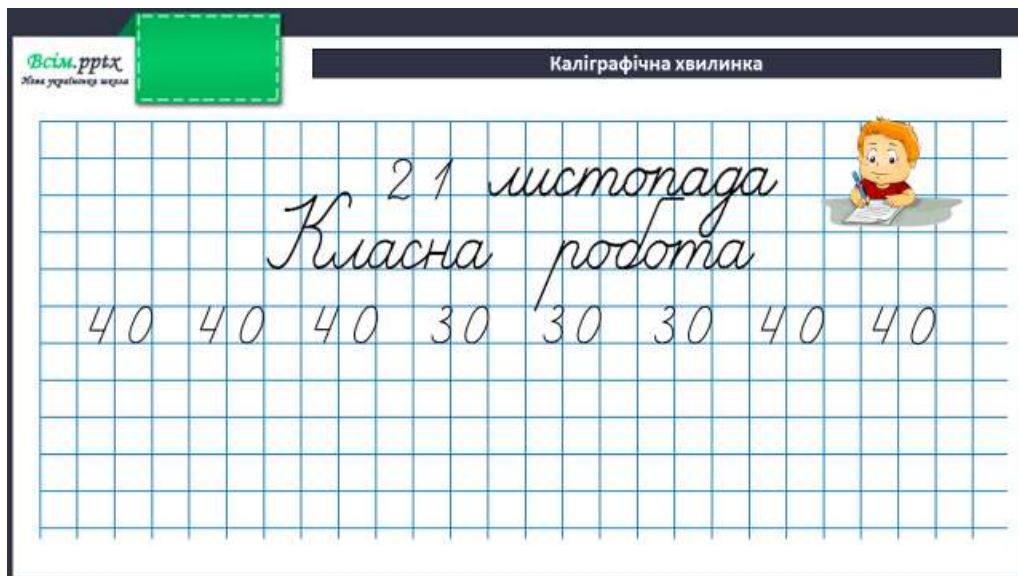 Всім.pptx
Нова українська школа
Каліграфічна хвилинка
21 листопада
Класна робота
40 40 40 30 30 30 40 40